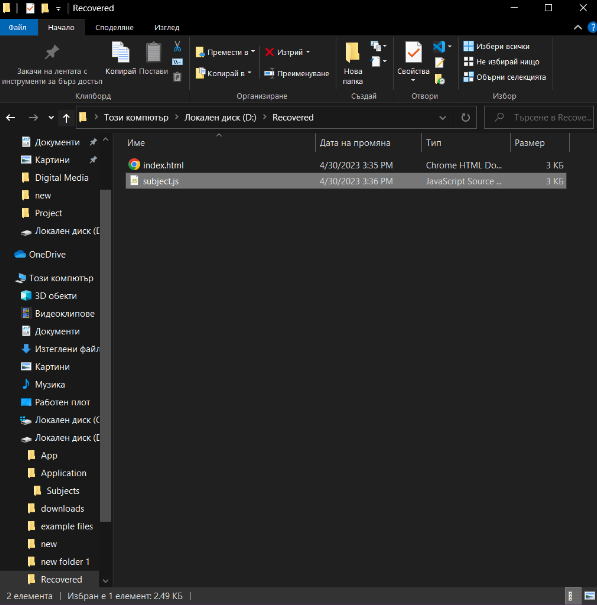 Recovered
Файл Начало Споделяне Изглед
Закачи на лентата с
инструменти за бърз достъп
Копирай Постави
Премести в
Копирай в
Изтрий
Преименуване
Нова
папка
Свойства
Избери всички
Не избирай нищо
Обърни селекцията
Клипборд Организиране Създай Отвори Избор
Този компютър Локален диск (D:) Recovered
Търсене в Recove...
Име Дата на промяна Тип Размер
index.html 4/30/2023 3:35 PM Chrome HTML Do... 3 КБ
subject.js 4/30/2023 3:36 PM JavaScript Source ... 3 КБ
Документи
Картини
Digital Media
new
Project
Локален диск (D
OneDrive
Този компютър
3D обекти
Видеоклипове
Документи
Изтеглени файл
Картини
Музика
Работен плот
Локален диск (C
Локален диск (D
App
Application
Subjects
downloads
example files
new
new folder 1
Recovered
2 елемента Избран е 1 елемент: 2.49 КБ